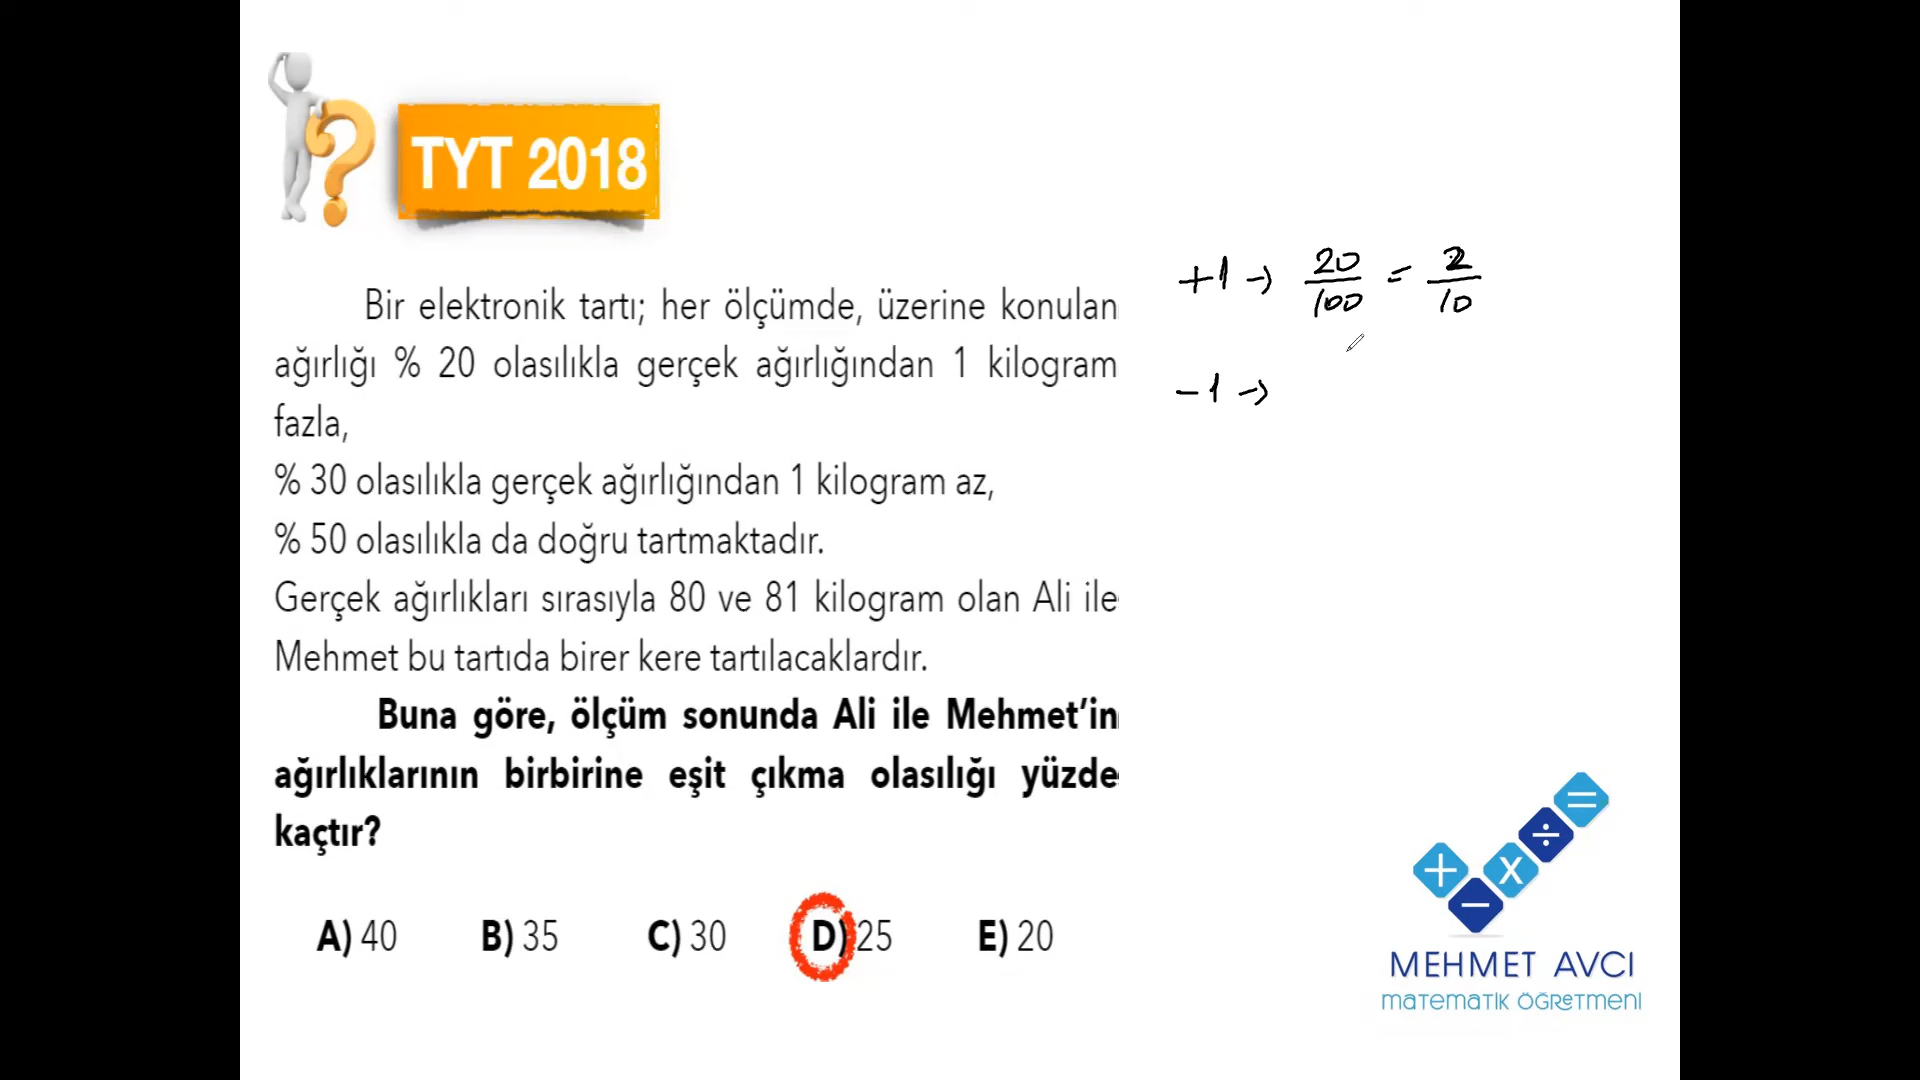 TYT 2018
Bir elektronik tartı; her ölçümde, üzerine konulan
ağırlığı % 20 olasılıkla gerçek ağırlığından 1 kilogram
fazla,
% 30 olasılıkla gerçek ağırlığından 1 kilogram az,
% 50 olasılıkla da doğru tartmaktadır.
Gerçek ağırlıkları sırasıyla 80 ve 81 kilogram olan Ali ile
Mehmet bu tartıda birer kere tartılacaklardır.
Buna göre, ölçüm sonunda Ali ile Mehmet’in
ağırlıklarının birbirine eşit çıkma olasılığı yüzde
kaçtır?
A) 40 B) 35 C) 30 D) 25 E) 20
+1 → 20/100 = 2/10
-1 →
MEHMET AVCI
matematik öğretmeni